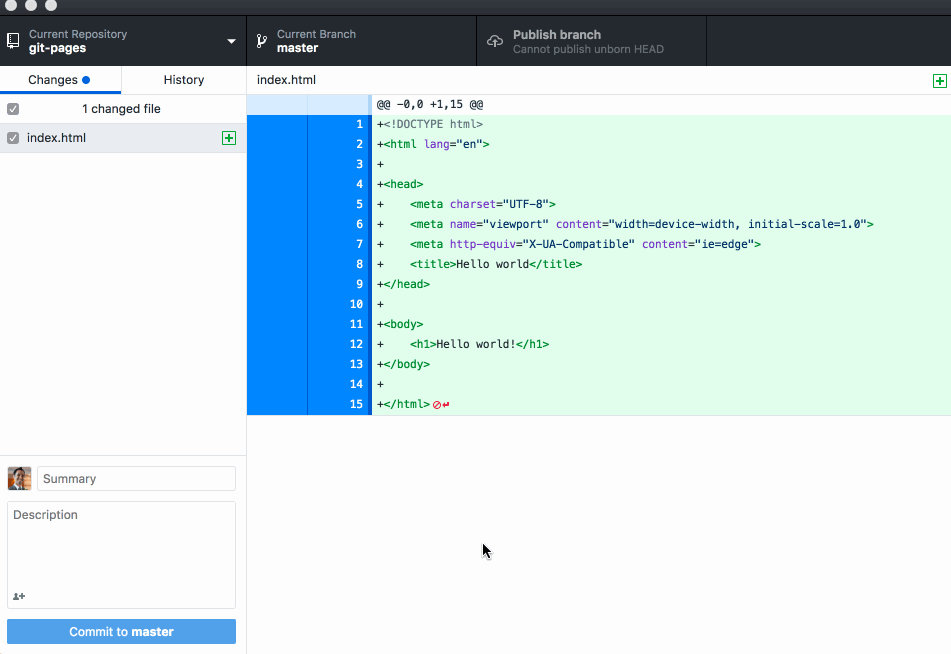 Current Repository
git-pages
Current Branch
master
Publish branch
Cannot publish unborn HEAD
Changes
History
index.html
1 changed file
index.html
@@ -0,0 +1,15 @@
1 +<!DOCTYPE html>
2 +<html lang="en">
3 +
4 +<head>
5 +    <meta charset="UTF-8">
6 +    <meta name="viewport" content="width=device-width, initial-scale=1.0">
7 +    <meta http-equiv="X-UA-Compatible" content="ie=edge">
8 +    <title>Hello world</title>
9 +</head>
10 +
11 +<body>
12 +    <h1>Hello world!</h1>
13 +</body>
14 +
15 +</html>
Summary
Description
Commit to master